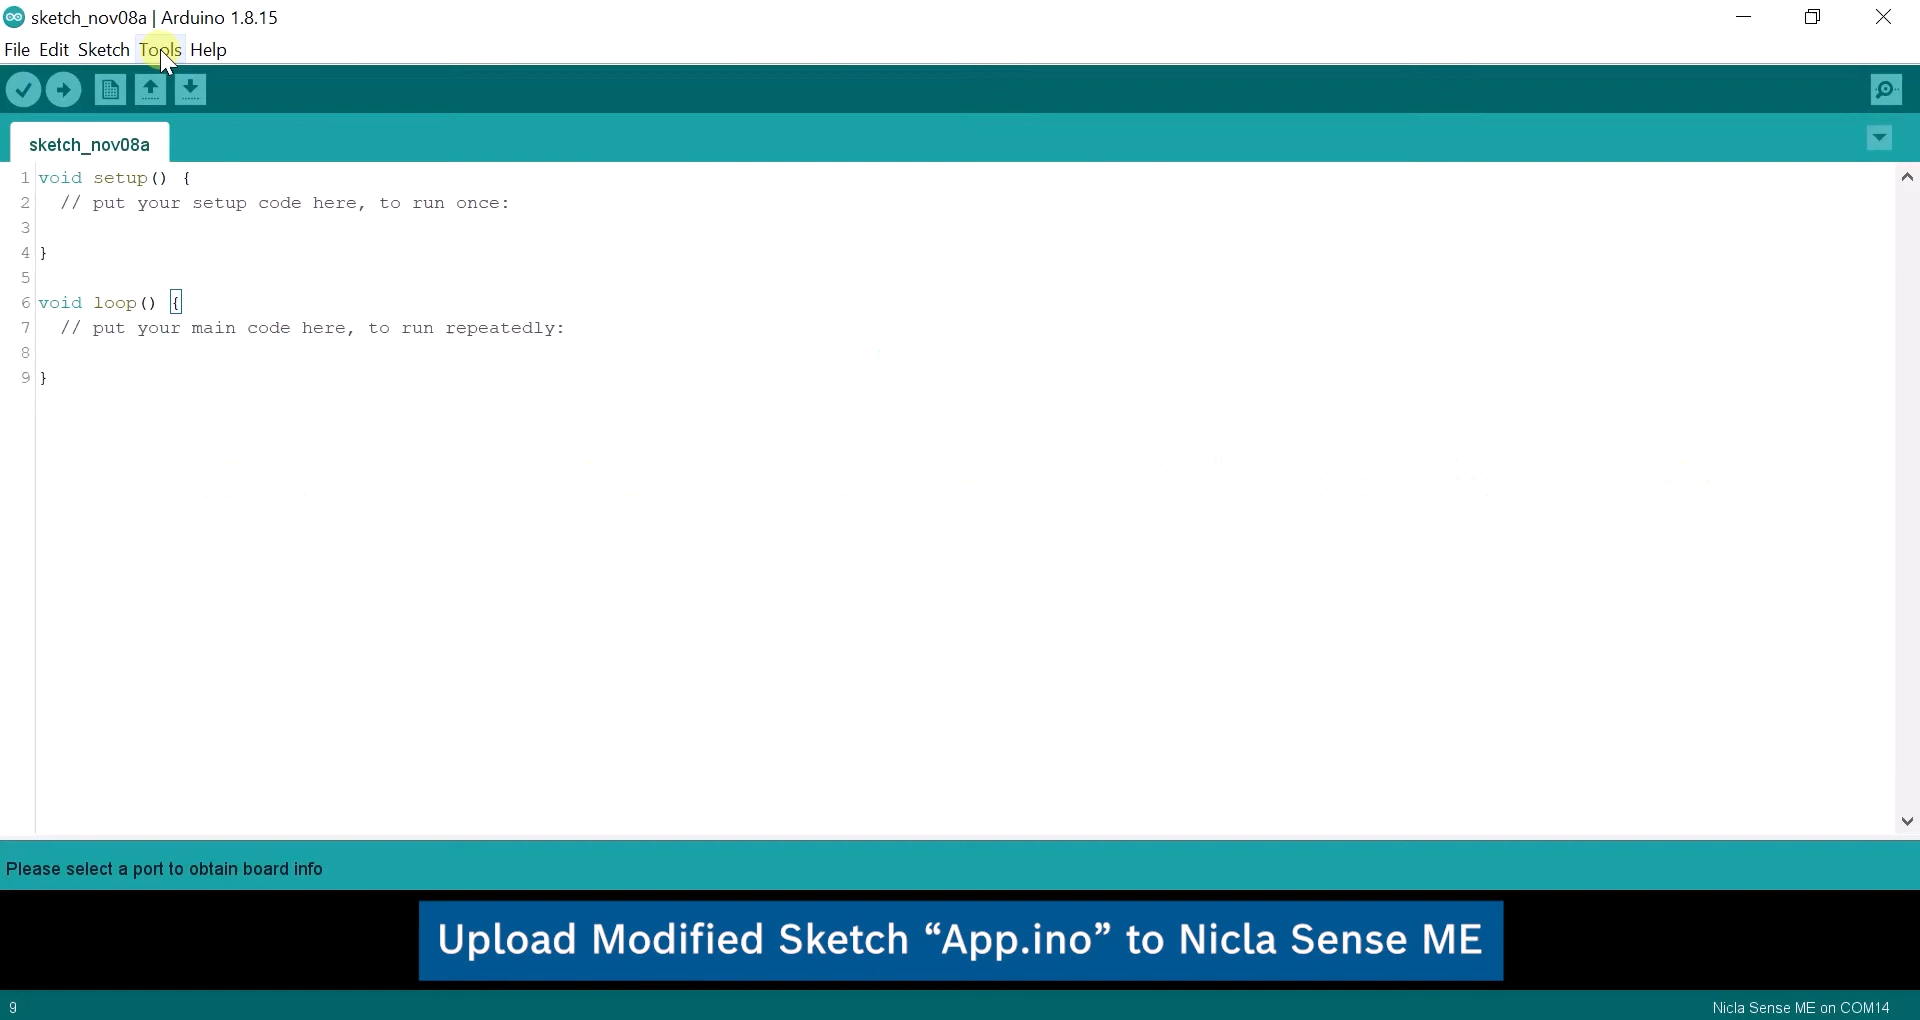 sketch_nov08a | Arduino 1.8.15
File Edit Sketch Tools Help
sketch_nov08a
1 void setup() {
2 // put your setup code here, to run once:
3
4 }
5
6 void loop() {
7 // put your main code here, to run repeatedly:
8
9 }
Please select a port to obtain board info
Upload Modified Sketch “App.ino” to Nicla Sense ME
9
Nicla Sense ME on COM14